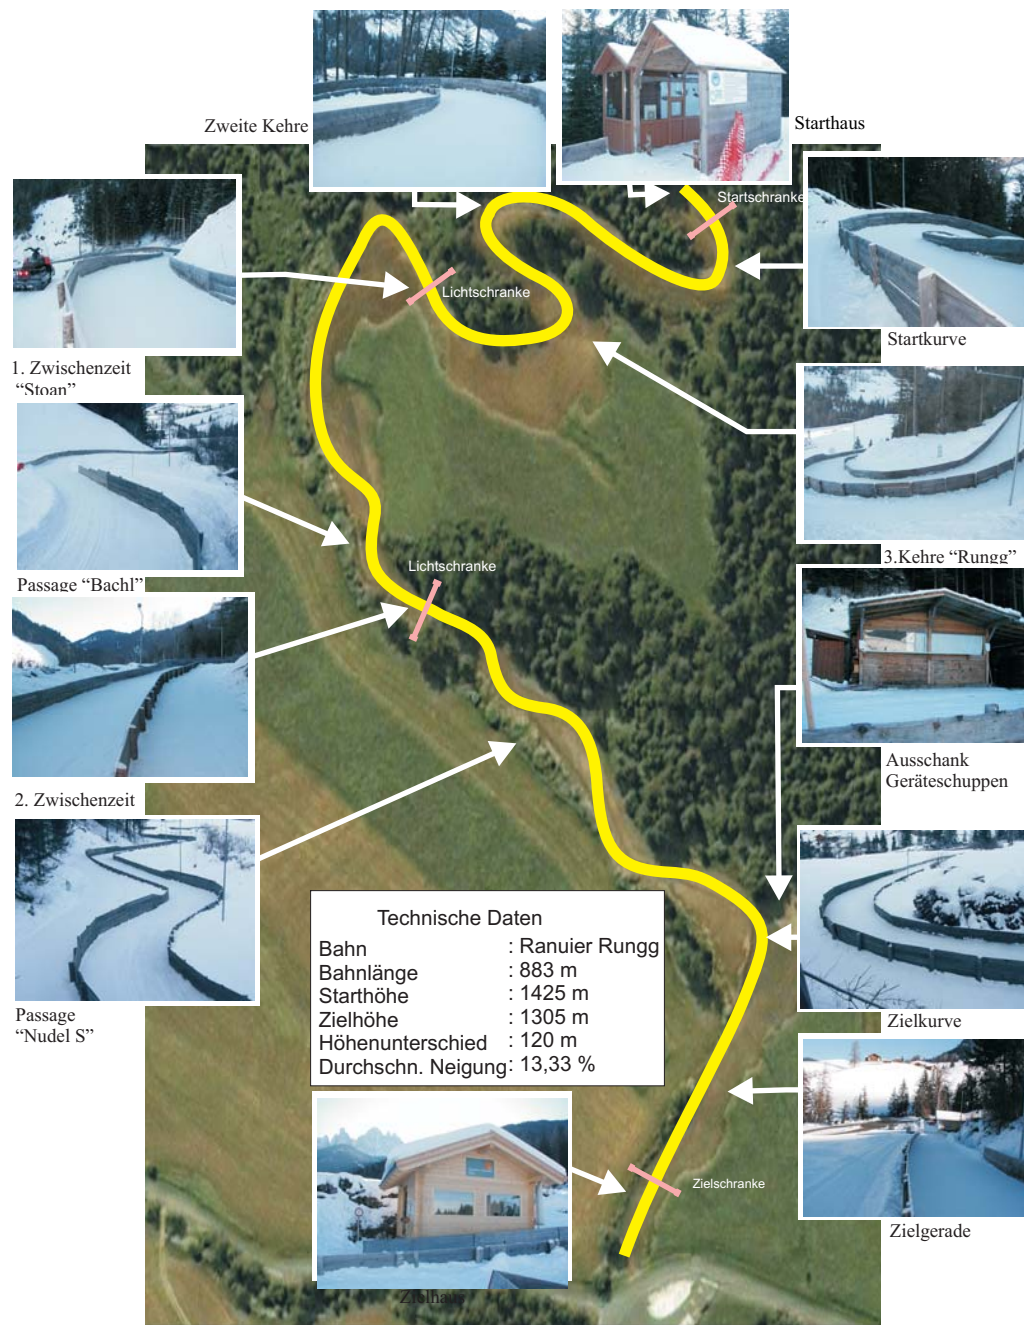 Zweite Kehre
Starthaus
Startschranke
Lichtschranke
Startkurve
1. Zwischenzeit
“Stoan”
3.Kehre “Rungg”
Passage “Bachl”
Lichtschranke
Ausschank
Geräteschuppen
2. Zwischenzeit
Technische Daten
Bahn : Ranuier Rungg
Bahnlänge : 883 m
Starthöhe : 1425 m
Zielhöhe : 1305 m
Höhenunterschied : 120 m
Durchschn. Neigung : 13,33 %
Passage
“Nudel S”
Zielkurve
Zielschranke
Zielgerade
Zielhaus